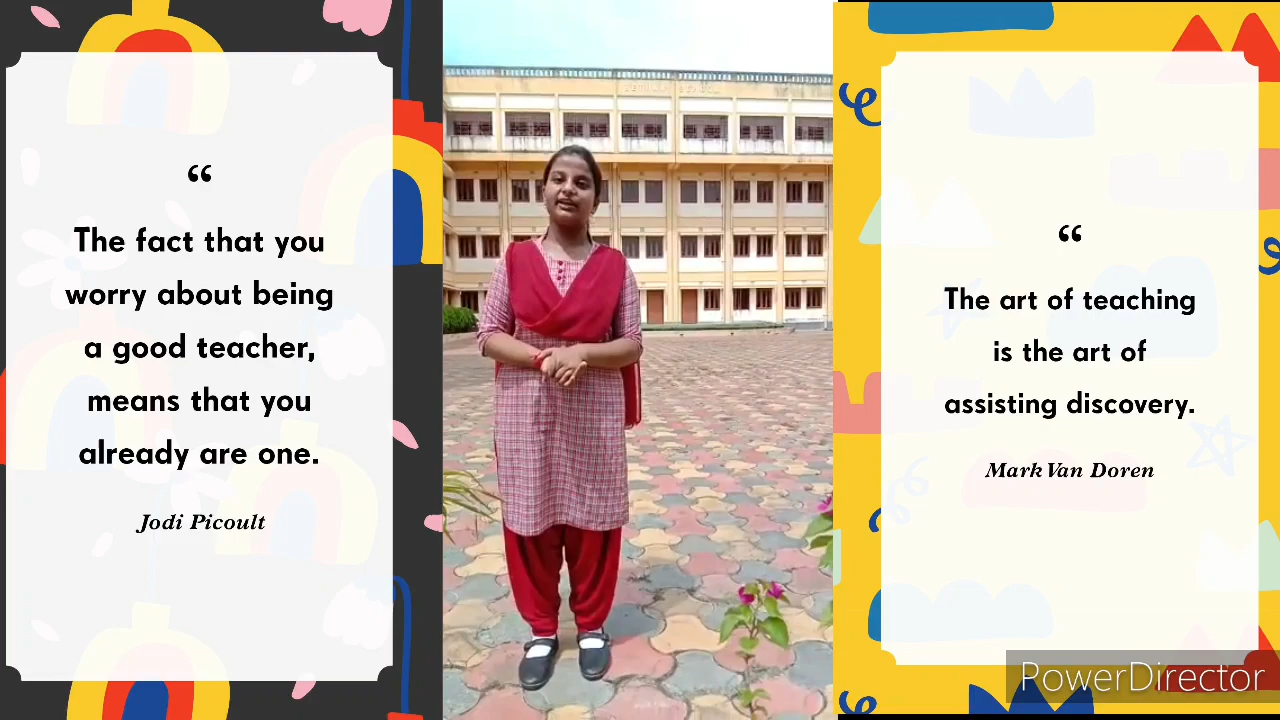 “
The fact that you
worry about being
a good teacher,
means that you
already are one.
Jodi Picoult
“
The art of teaching
is the art of
assisting discovery.
Mark Van Doren
PowerDirector